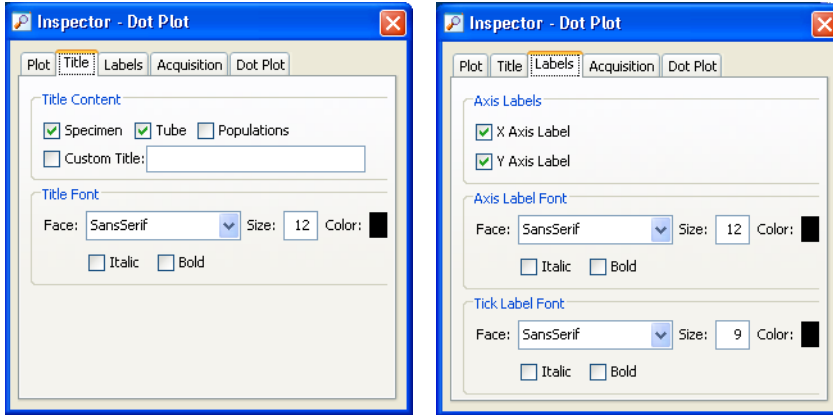 Inspector - Dot Plot
Plot Title Labels Acquisition Dot Plot
Title Content
Specimen Tube Populations
Custom Title:
Title Font
Face: SansSerif Size: 12 Color:
Italic Bold
Inspector - Dot Plot
Plot Title Labels Acquisition Dot Plot
Axis Labels
X Axis Label
Y Axis Label
Axis Label Font
Face: SansSerif Size: 12 Color:
Italic Bold
Tick Label Font
Face: SansSerif Size: 9 Color:
Italic Bold